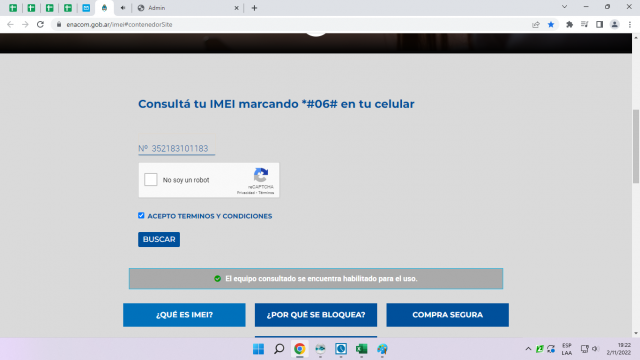 Admin
enacom.gob.ar/imei#contenedorSite
Consultá tu IMEI marcando *#06# en tu celular
Nº 352183101183
No soy un robot
reCAPTCHA
Privacidad - Términos
ACEPTO TERMINOS Y CONDICIONES
BUSCAR
El equipo consultado se encuentra habilitado para el uso.
¿QUÉ ES IMEI?
¿POR QUÉ SE BLOQUEA?
COMPRA SEGURA
ESP
LAA
19:22
2/11/2022